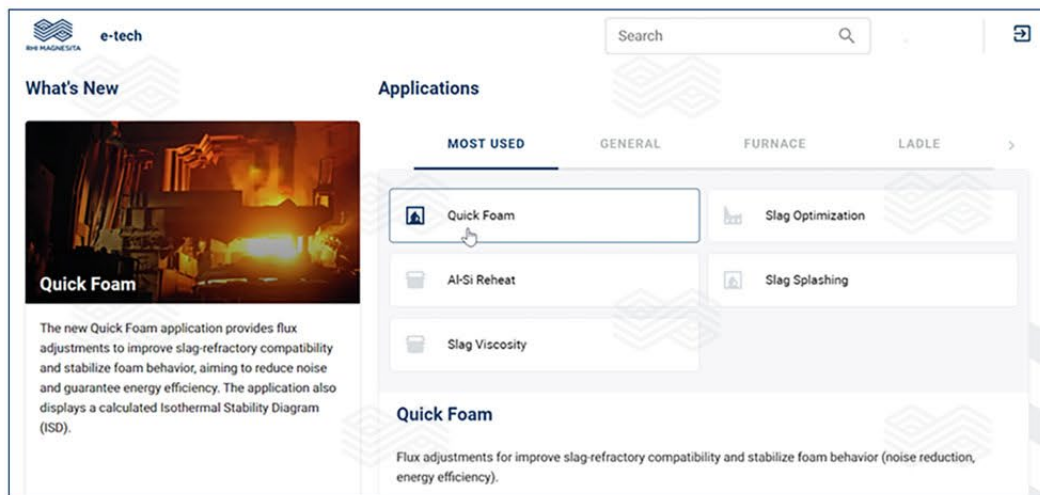 RHI MAGNESITA
e-tech
Search
What's New
Quick Foam
The new Quick Foam application provides flux
adjustments to improve slag-refractory compatibility
and stabilize foam behavior, aiming to reduce noise
and guarantee energy efficiency. The application also
displays a calculated Isothermal Stability Diagram
(ISD).
Applications
MOST USED
GENERAL
FURNACE
LADLE
Quick Foam
Slag Optimization
Al-Si Reheat
Slag Splashing
Slag Viscosity
Quick Foam
Flux adjustments for improve slag-refractory compatibility and stabilize foam behavior (noise reduction,
energy efficiency).